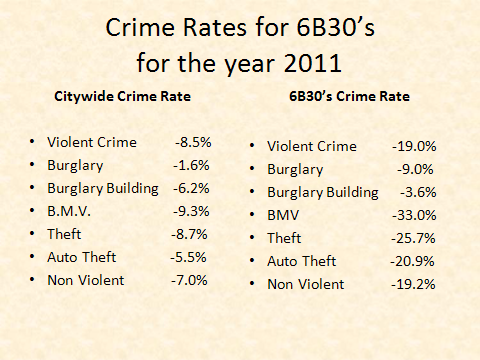 Crime Rates for 6B30’s
for the year 2011
Citywide Crime Rate
• Violent Crime -8.5%
• Burglary -1.6%
• Burglary Building -6.2%
• B.M.V. -9.3%
• Theft -8.7%
• Auto Theft -5.5%
• Non Violent -7.0%
6B30’s Crime Rate
• Violent Crime -19.0%
• Burglary -9.0%
• Burglary Building -3.6%
• BMV -33.0%
• Theft -25.7%
• Auto Theft -20.9%
• Non Violent -19.2%